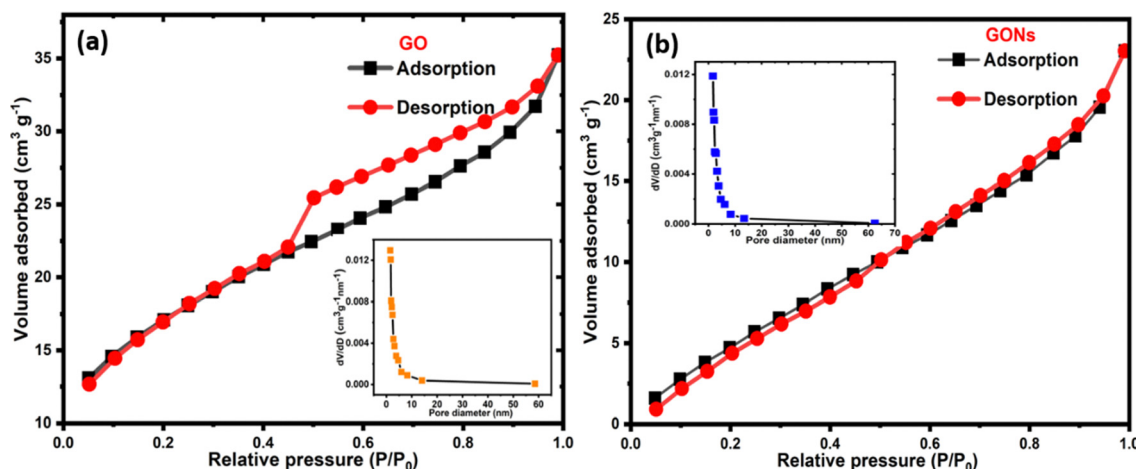 (a)
GO
Adsorption
Desorption
Volume adsorbed (cm³ g⁻¹)
35
30
25
20
15
10
0.0 0.2 0.4 0.6 0.8 1.0
Relative pressure (P/P₀)
dV/dD (cm³g⁻¹nm⁻¹)
0.012
0.008
0.004
0.000
0 10 20 30 40 50 60
Pore diameter (nm)
(b)
GONs
Adsorption
Desorption
Volume adsorbed (cm³ g⁻¹)
25
20
15
10
5
0
0.0 0.2 0.4 0.6 0.8 1.0
Relative pressure (P/P₀)
dV/dD (cm³g⁻¹nm⁻¹)
0.012
0.008
0.004
0.000
0 10 20 30 40 50 60 70
Pore diameter (nm)